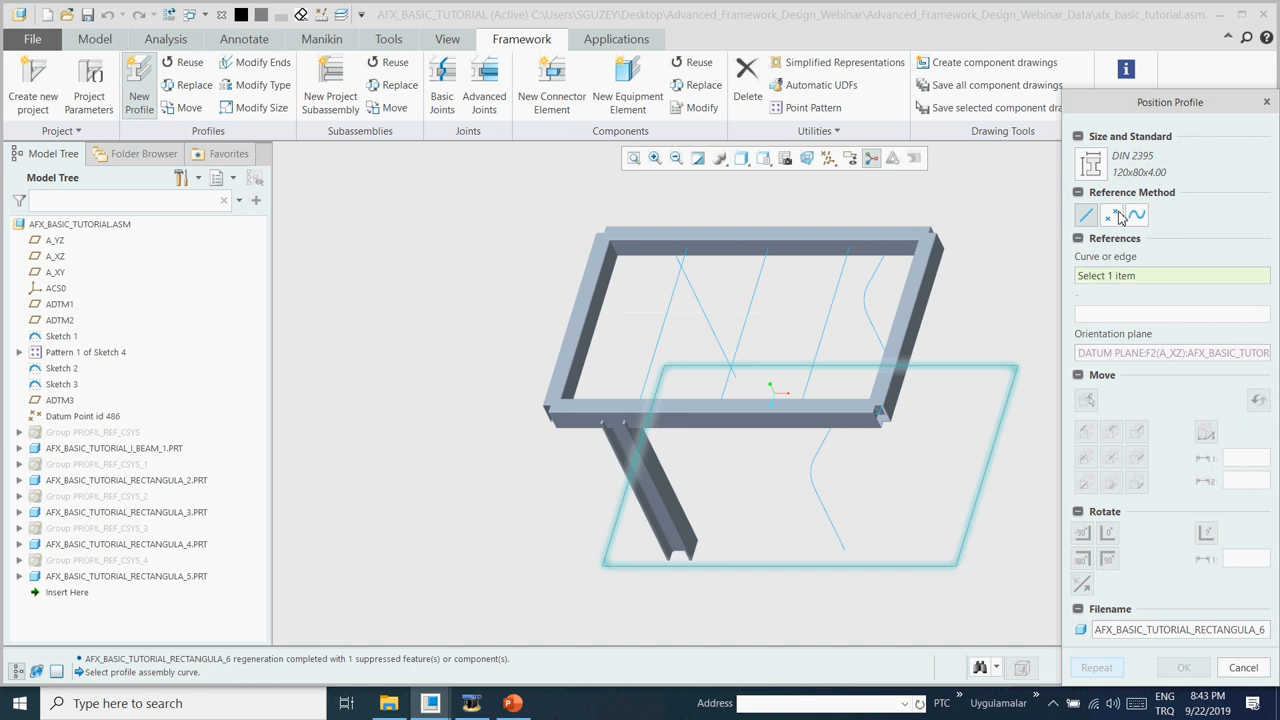 AFX_BASIC_TUTORIAL (Active) C:\Users\SGUZEY\Desktop\Advanced_Framework_Design_Webinar\Advanced_Framework_Design_Webinar_Data\afx_basic_tutorial.asm.
File Model Analysis Annotate Manikin Tools View Framework Applications
Create new project
Project Parameters
Project
New Profile
Reuse
Replace
Move
Modify Ends
Modify Type
Modify Size
Profiles
New Project Subassembly
Reuse
Replace
Move
Subassemblies
Basic Joints
Advanced Joints
Joints
New Connector Element
New Equipment Element
Reuse
Replace
Modify
Components
Delete
Simplified Representations
Automatic UDFs
Point Pattern
Utilities
Create component drawings
Save all component drawings
Save selected component dra
Drawing Tools
Model Tree
Folder Browser
Favorites
Model Tree
AFX_BASIC_TUTORIAL.ASM
A_YZ
A_XZ
A_XY
ACS0
ADTM1
ADTM2
Sketch 1
Pattern 1 of Sketch 4
Sketch 2
Sketch 3
ADTM3
Datum Point id 486
Group PROFIL_REF_CSYS
AFX_BASIC_TUTORIAL_I_BEAM_1.PRT
Group PROFIL_REF_CSYS_1
AFX_BASIC_TUTORIAL_RECTANGULA_2.PRT
Group PROFIL_REF_CSYS_2
AFX_BASIC_TUTORIAL_RECTANGULA_3.PRT
Group PROFIL_REF_CSYS_3
AFX_BASIC_TUTORIAL_RECTANGULA_4.PRT
Group PROFIL_REF_CSYS_4
AFX_BASIC_TUTORIAL_RECTANGULA_5.PRT
Insert Here
Position Profile
Size and Standard
DIN 2395
120x80x4.00
Reference Method
References
Curve or edge
Select 1 item
-
Orientation plane
DATUM PLANE:F2(A_XZ):AFX_BASIC_TUTOR
Move
1:
2:
Rotate
-90° 0° ?
180° 90° 1:
Filename
AFX_BASIC_TUTORIAL_RECTANGULA_6
Repeat OK Cancel
• AFX_BASIC_TUTORIAL_RECTANGULA_6 regeneration completed with 1 suppressed feature(s) or component(s).
Select profile assembly curve.
Type here to search
Address
PTC
Uygulamalar
ENG
TRQ
8:43 PM
9/22/2019